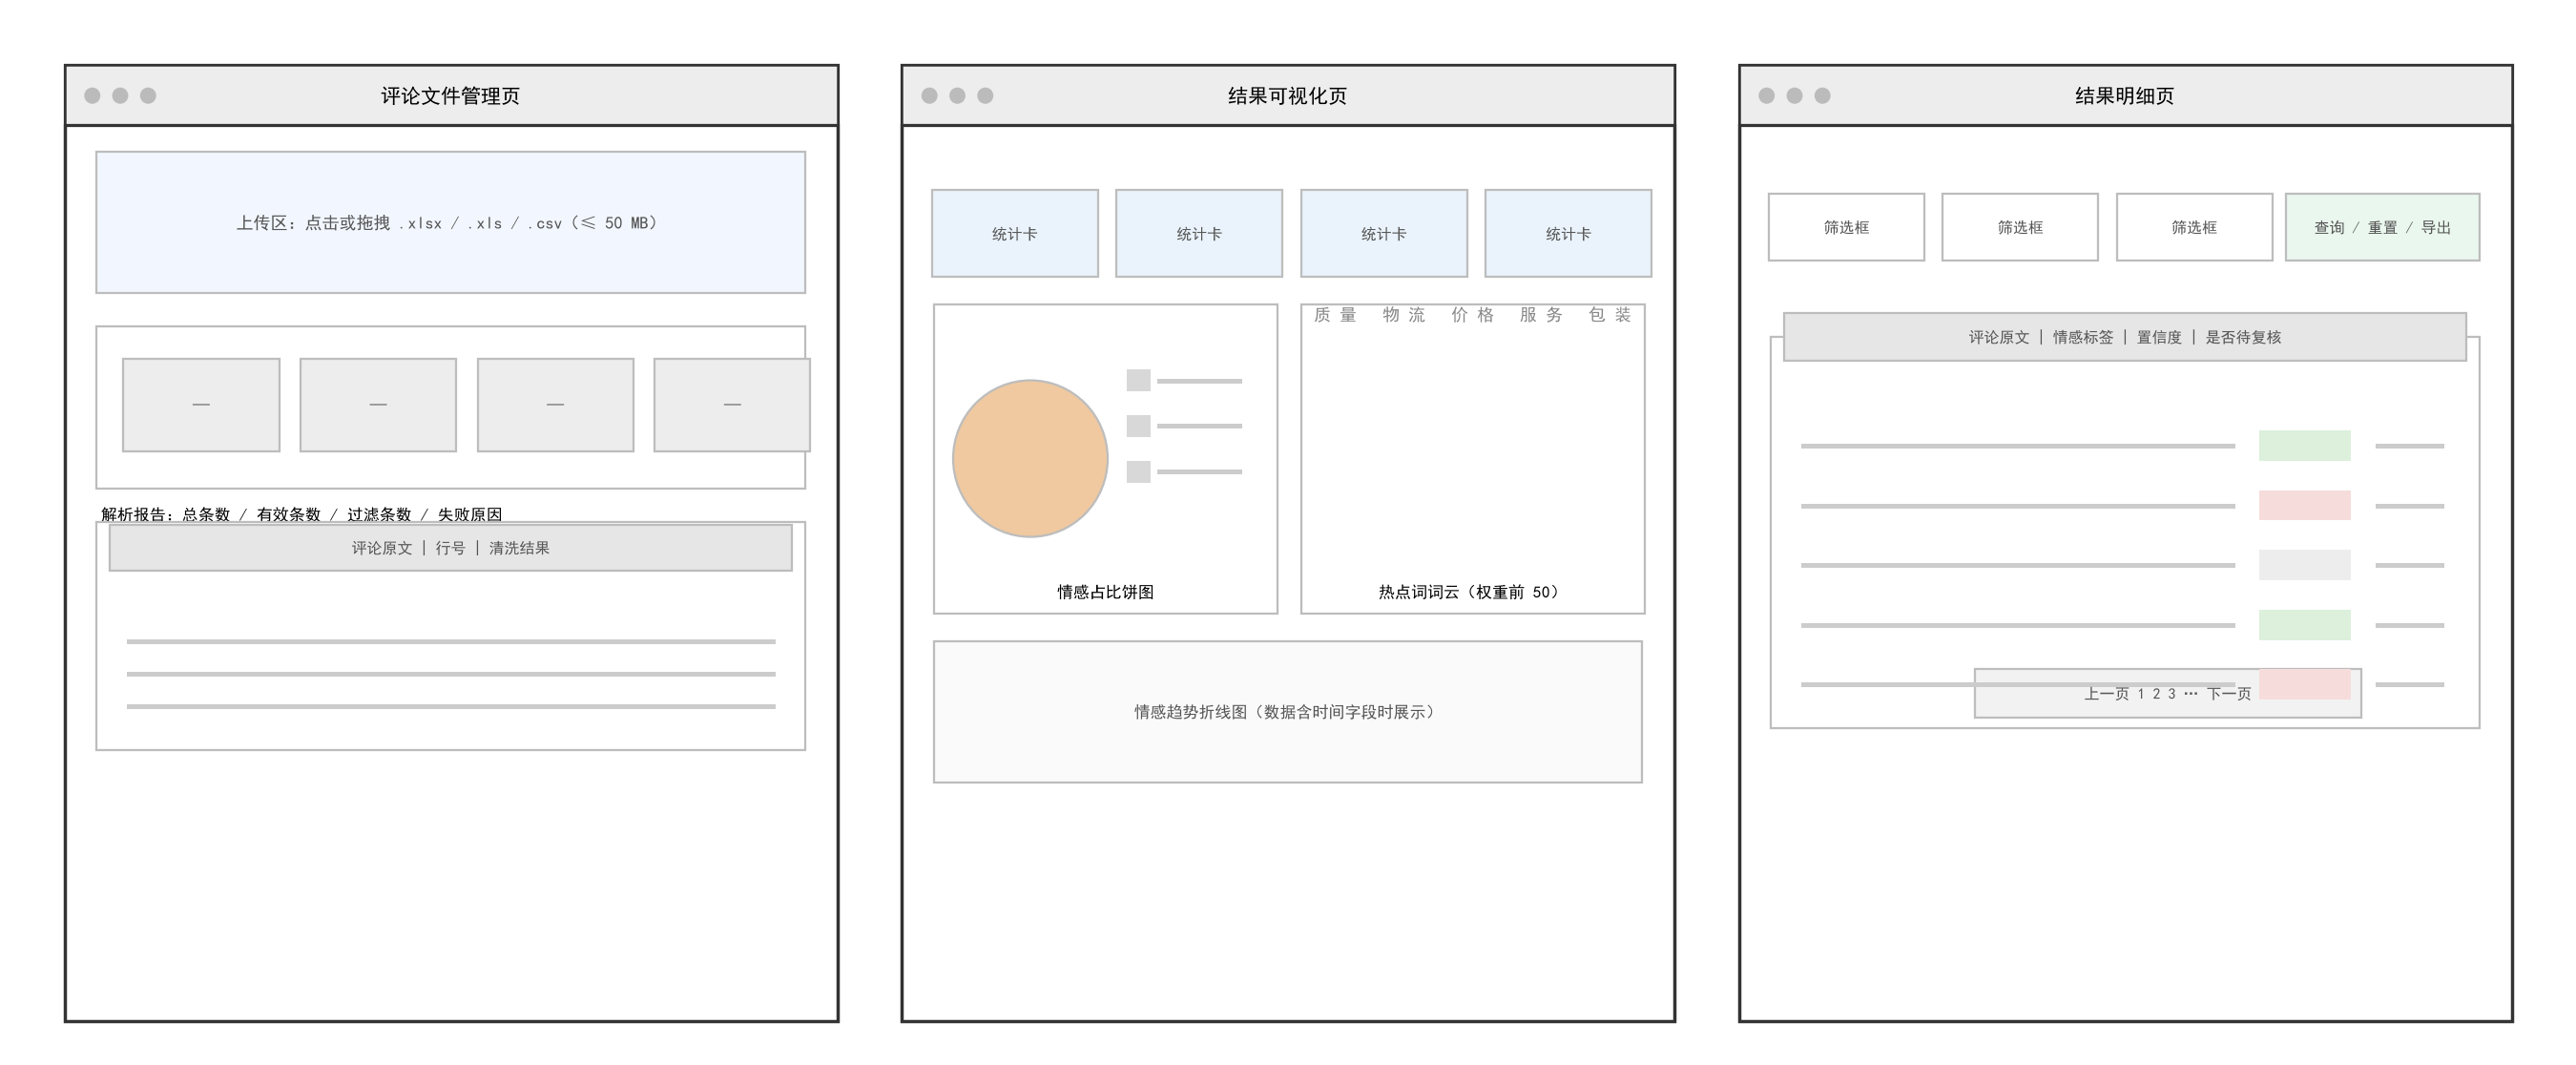 评论文件管理页
上传区：点击或拖拽 .xlsx / .xls / .csv（≤ 50 MB）
— — — —
解析报告：总条数 / 有效条数 / 过滤条数 / 失败原因
评论原文 | 行号 | 清洗结果
结果可视化页
统计卡 统计卡 统计卡 统计卡
质量 物流 价格 服务 包装
情感占比饼图
热点词词云（权重前 50）
情感趋势折线图（数据含时间字段时展示）
结果明细页
筛选框 筛选框 筛选框 查询 / 重置 / 导出
评论原文 | 情感标签 | 置信度 | 是否待复核
上一页 1 2 3 … 下一页